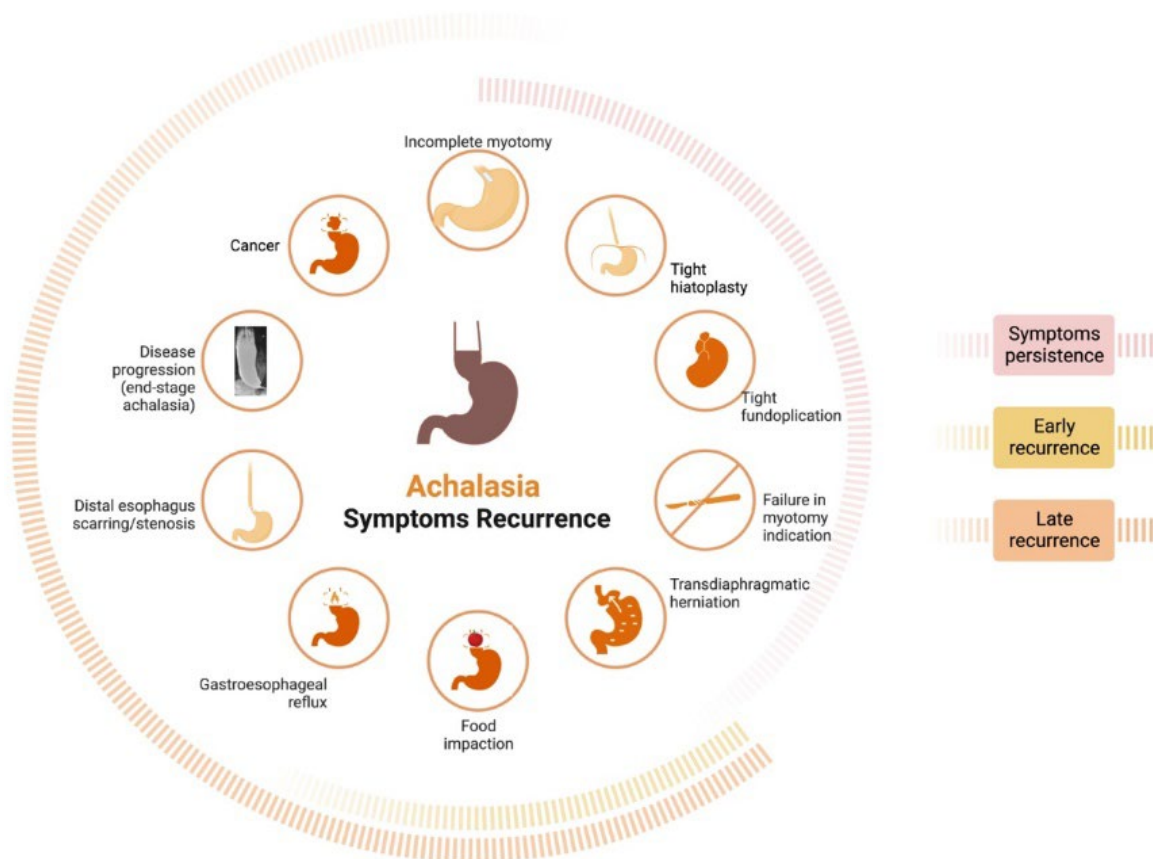 Incomplete myotomy
Cancer
Tight
hiatoplasty
Disease
progression
(end-stage
achalasia)
Tight
fundoplication
Achalasia
Symptoms Recurrence
Distal esophagus
scarring/stenosis
Failure in
myotomy
indication
Transdiaphragmatic
herniation
Gastroesophageal
reflux
Food
impaction
Symptoms
persistence
Early
recurrence
Late
recurrence